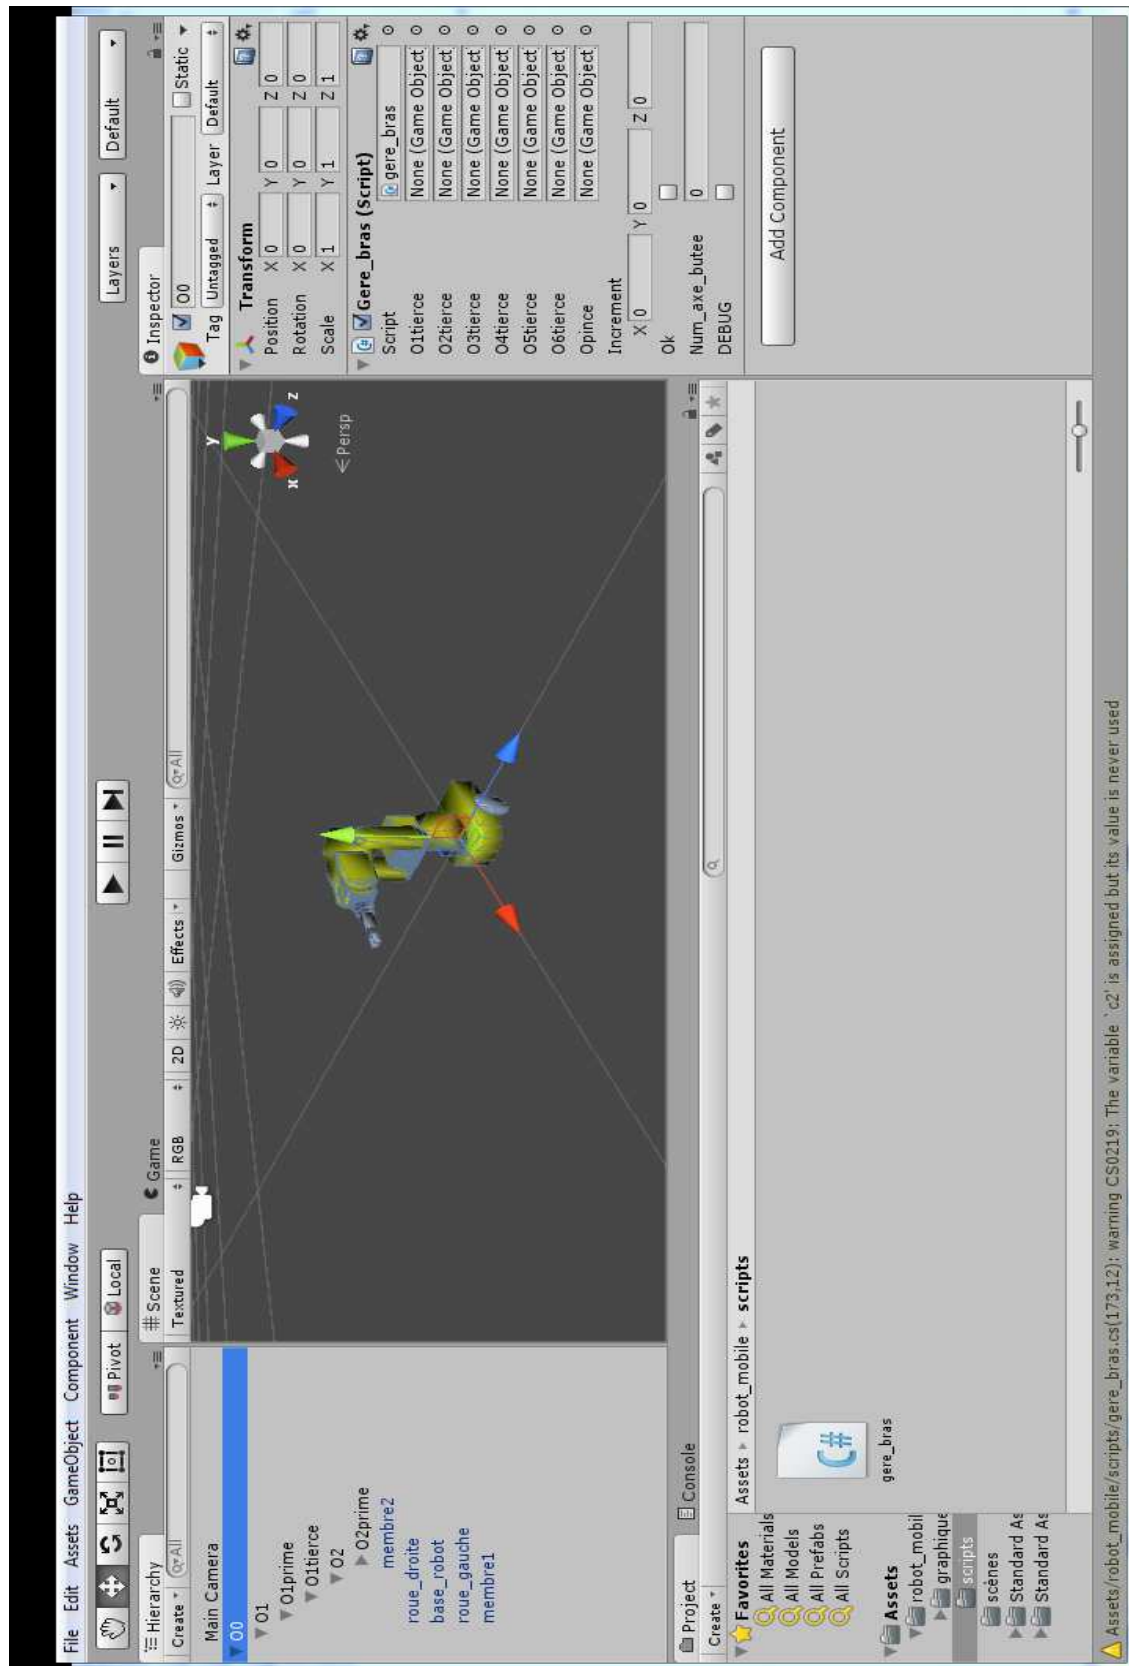 File Edit Assets GameObject Component Window Help
Pivot Local
Layers Default
Hierarchy
Create All
Main Camera
O0
O1
O1prime
O1tierce
O2
O2prime
membre2
roue_droite
base_robot
roue_gauche
membre1
Scene Game
Textured RGB 2D Effects Gizmos All
y
x z
Persp
Inspector
O0 Static
Tag Untagged Layer Default
Transform
Position X 0 Y 0 Z 0
Rotation X 0 Y 0 Z 0
Scale X 1 Y 1 Z 1
Gere_bras (Script)
Script gere_bras
O1tierce None (Game Object)
O2tierce None (Game Object)
O3tierce None (Game Object)
O4tierce None (Game Object)
O5tierce None (Game Object)
O6tierce None (Game Object)
Opince None (Game Object)
Increment
X 0 Y 0 Z 0
Ok
Num_axe_butee 0
DEBUG
Add Component
Project Console
Create
Favorites
All Materials
All Models
All Prefabs
All Scripts
Assets
robot_mobil
graphique
scripts
scènes
Standard As
Standard As
Assets robot_mobile scripts
C#
gere_bras
Assets/robot_mobile/scripts/gere_bras.cs(173,12): warning CS0219: The variable `c2' is assigned but its value is never used